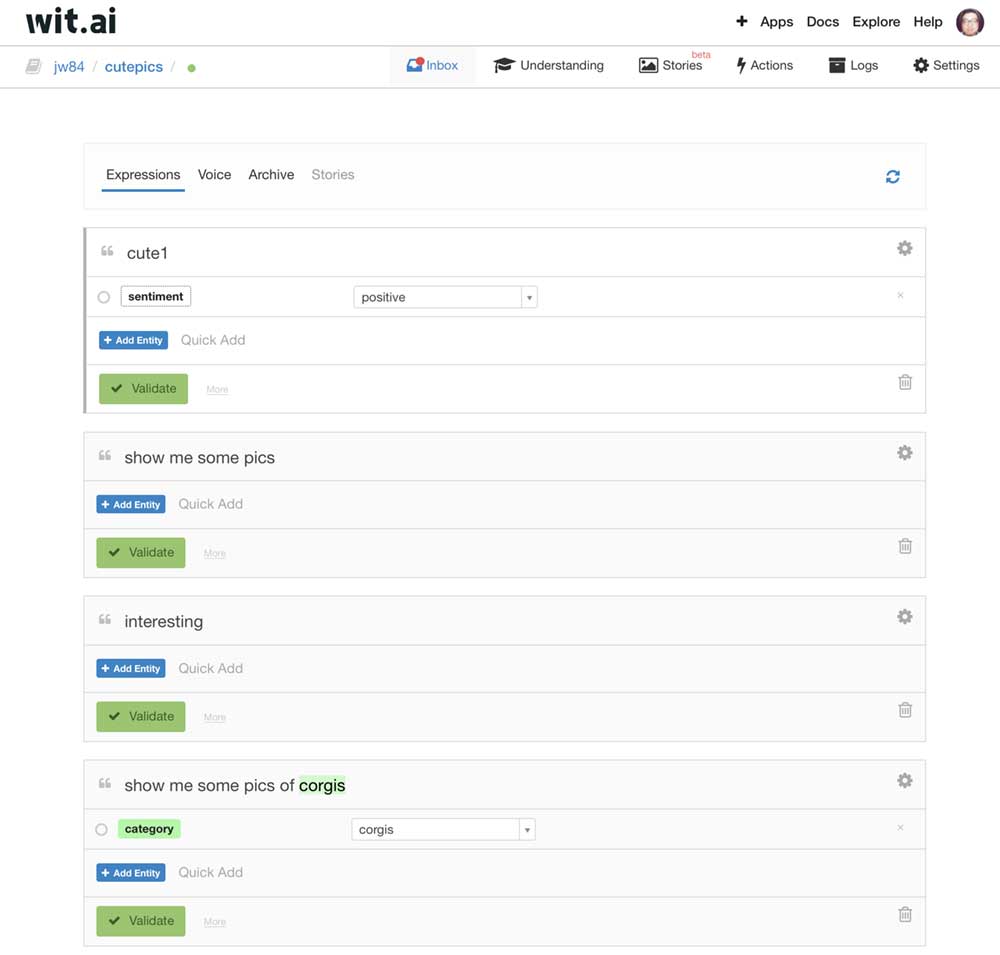 wit.ai
+ Apps Docs Explore Help
jw84 / cutepics /
Inbox Understanding Stories beta Actions Logs Settings
Expressions Voice Archive Stories
“ cute1
sentiment positive ×
+ Add Entity Quick Add
✔ Validate More
“ show me some pics
+ Add Entity Quick Add
✔ Validate More
“ interesting
+ Add Entity Quick Add
✔ Validate More
“ show me some pics of corgis
category corgis ×
+ Add Entity Quick Add
✔ Validate More